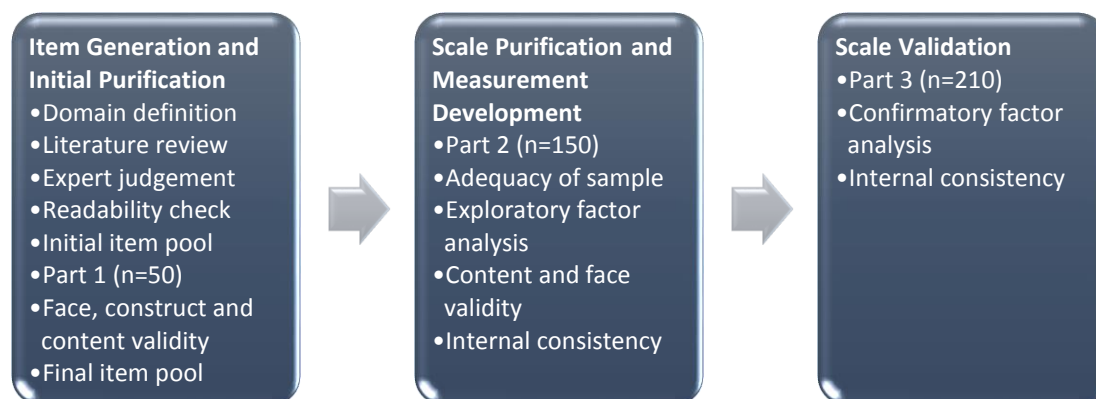 Item Generation and
Initial Purification
•Domain definition
•Literature review
•Expert judgement
•Readability check
•Initial item pool
•Part 1 (n=50)
•Face, construct and
content validity
•Final item pool
Scale Purification and
Measurement
Development
•Part 2 (n=150)
•Adequacy of sample
•Exploratory factor
analysis
•Content and face
validity
•Internal consistency
Scale Validation
•Part 3 (n=210)
•Confirmatory factor
analysis
•Internal consistency